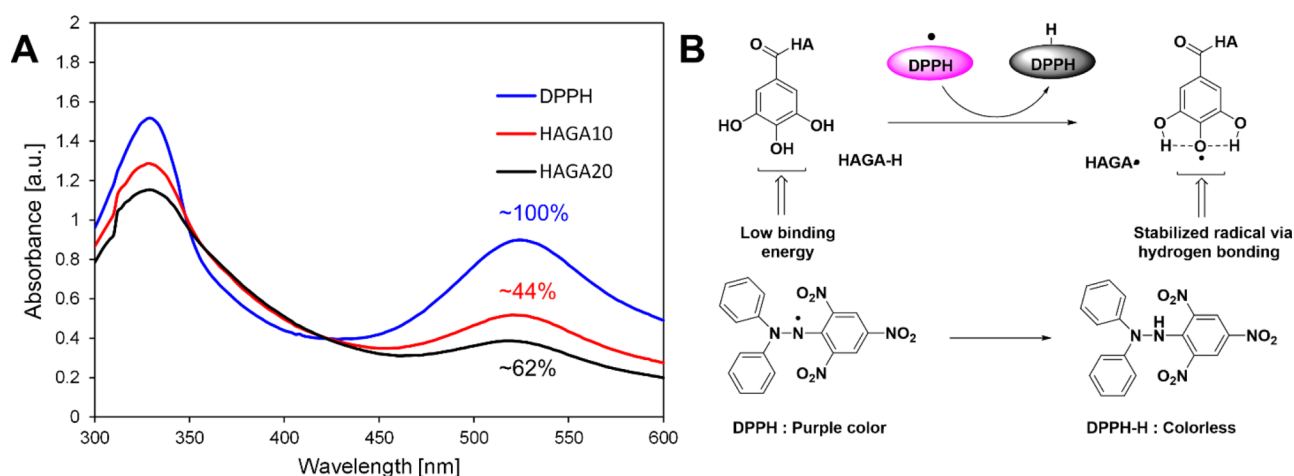 A
Absorbance [a.u.]
2
1.8
1.6
1.4
1.2
1
0.8
0.6
0.4
0.2
0
300
350
400
450
500
550
600
Wavelength [nm]
DPPH
HAGA10
HAGA20
~100%
~44%
~62%
B
O
HA
OH
OH
OH
HAGA-H
Low binding
energy
•
DPPH
H
DPPH
O
HA
O
O
H
O
H
•
HAGA•
Stabilized radical via
hydrogen bonding
O₂N
•
N-N
NO₂
O₂N
DPPH : Purple color
O₂N
H
N-N
NO₂
O₂N
DPPH-H : Colorless